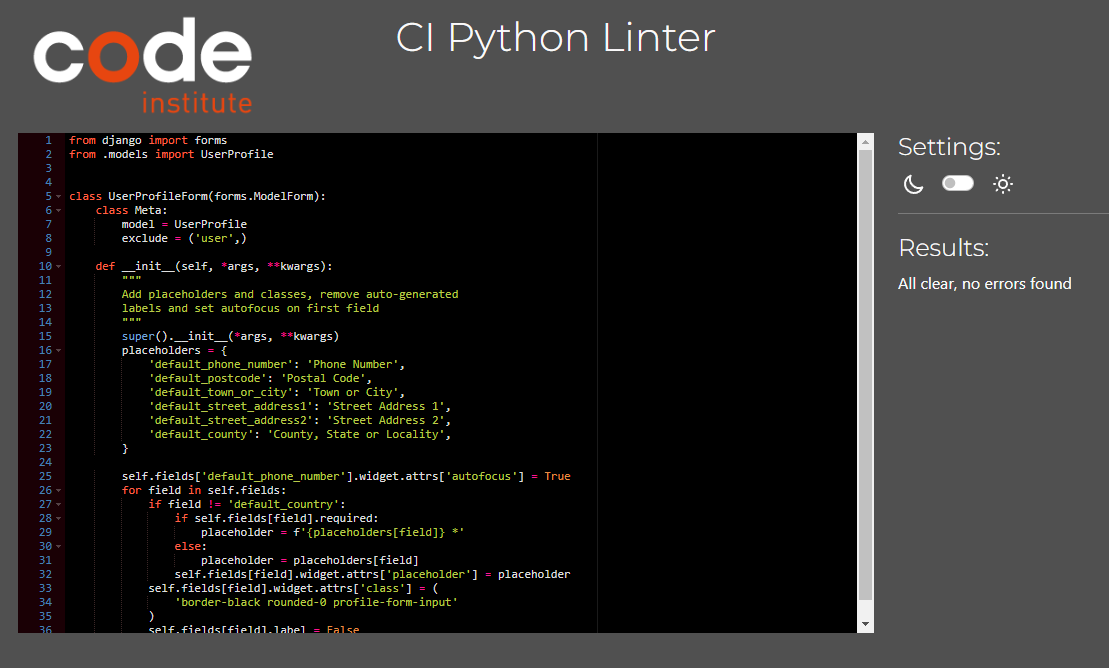 code
institute
CI Python Linter
1 from django import forms
2 from .models import UserProfile
3
4
5 class UserProfileForm(forms.ModelForm):
6     class Meta:
7         model = UserProfile
8         exclude = ('user',)
9
10     def __init__(self, *args, **kwargs):
11         """
12         Add placeholders and classes, remove auto-generated
13         labels and set autofocus on first field
14         """
15         super().__init__(*args, **kwargs)
16         placeholders = {
17             'default_phone_number': 'Phone Number',
18             'default_postcode': 'Postal Code',
19             'default_town_or_city': 'Town or City',
20             'default_street_address1': 'Street Address 1',
21             'default_street_address2': 'Street Address 2',
22             'default_county': 'County, State or Locality',
23         }
24
25         self.fields['default_phone_number'].widget.attrs['autofocus'] = True
26         for field in self.fields:
27             if field != 'default_country':
28                 if self.fields[field].required:
29                     placeholder = f'{placeholders[field]} *'
30                 else:
31                     placeholder = placeholders[field]
32                 self.fields[field].widget.attrs['placeholder'] = placeholder
33             self.fields[field].widget.attrs['class'] = (
34                 'border-black rounded-0 profile-form-input'
35             )
36             self.fields[field].label = False
Settings:
Results:
All clear, no errors found